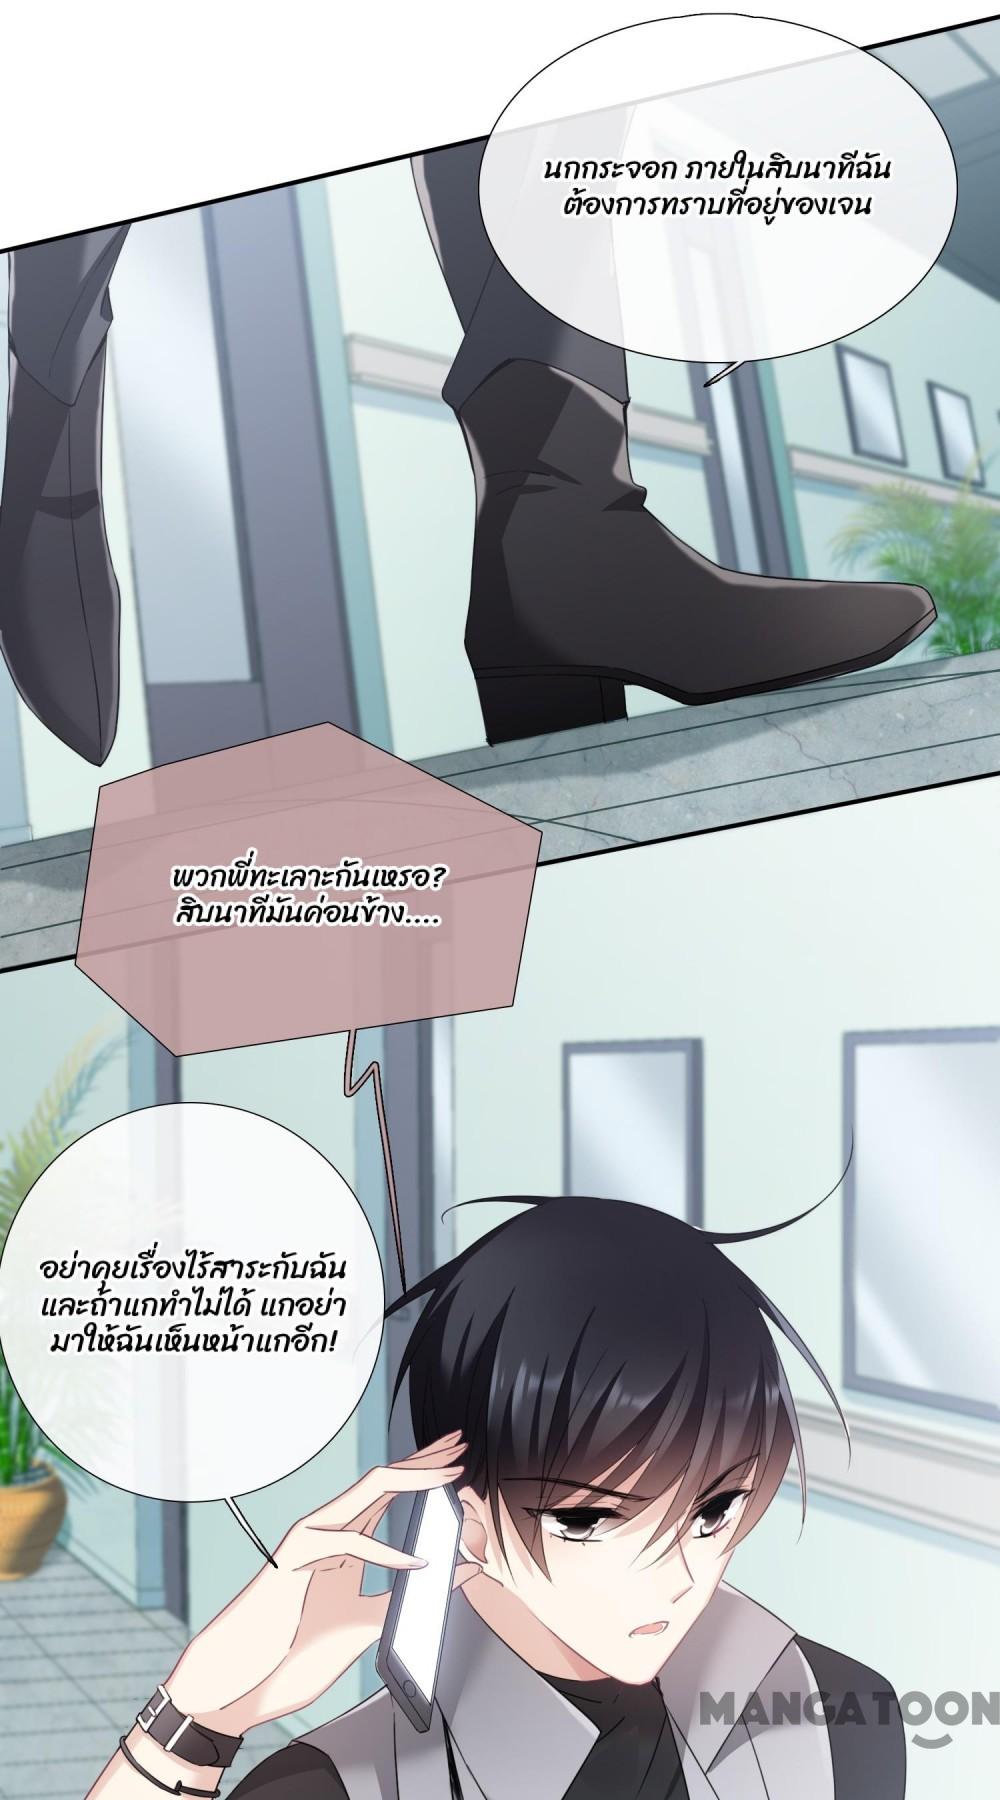 นกกระจอก ภายในสิบนาทีฉัน
ต้องการทราบที่อยู่ของเจน
พวกพี่ทะเลาะกันเหรอ?
สิบนาทีมันค่อนข้าง....
อย่าคุยเรื่องไร้สาระกับฉัน
และถ้าแกทำไม่ได้ แกอย่า
มาให้ฉันเห็นหน้าแกอีก!
MANGATOON